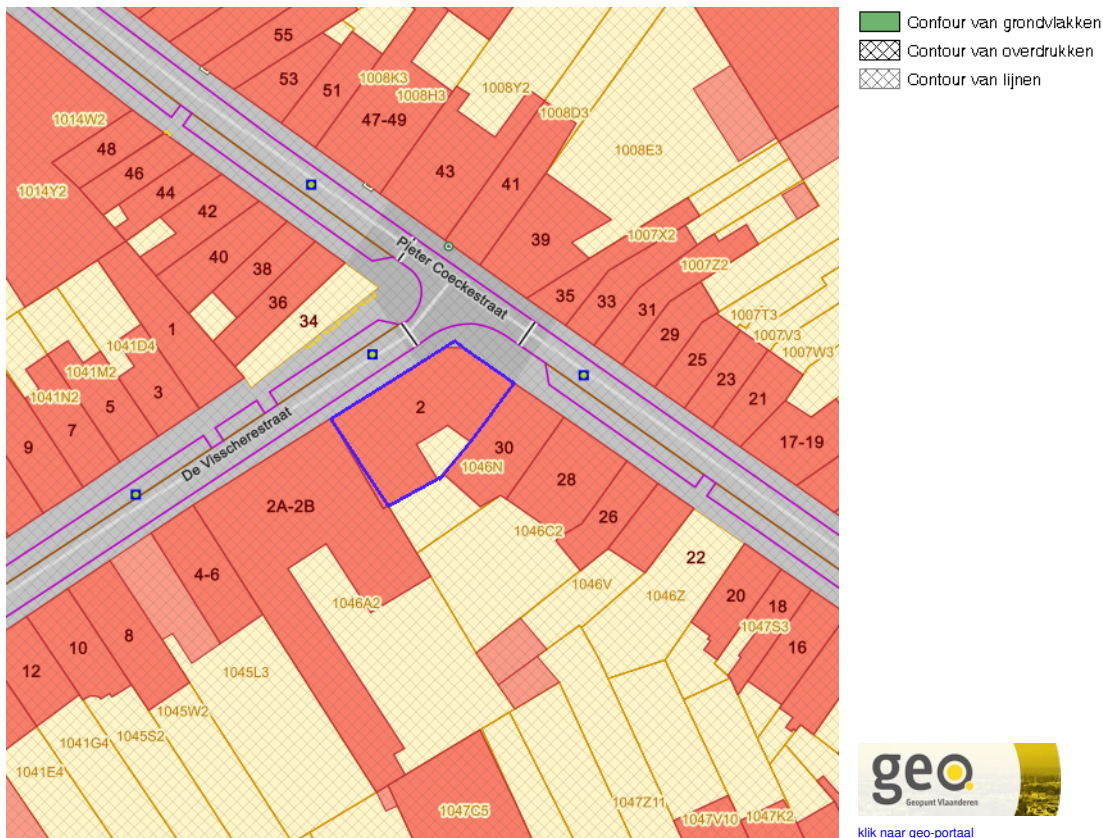 Contour van grondvlakken
Contour van overdrukken
Contour van lijnen
55
53
51
1008K3
1008H3
47-49
1008Y2
1008D3
1008E3
1014W2
48
46
44
42
40
38
36
34
1014Y2
43
41
39
Pieter Coeckestraat
35
33
31
29
25
23
21
17-19
1007X2
1007Z2
1007T3
1007V3
1007W3
1
1041D4
1041M2
1041N2
3
5
7
9
De Visscherestraat
2
30
1046N
28
26
1046C2
22
2A-2B
4-6
1046A2
1046V
1046Z
20
18
1047S3
16
8
10
12
1045L3
1045W2
1045S2
1041G4
1041E4
1047C5
1047Z11
1047V10
1047K2
geo.
Geopunt Vlaanderen
klik naar geo-portaal